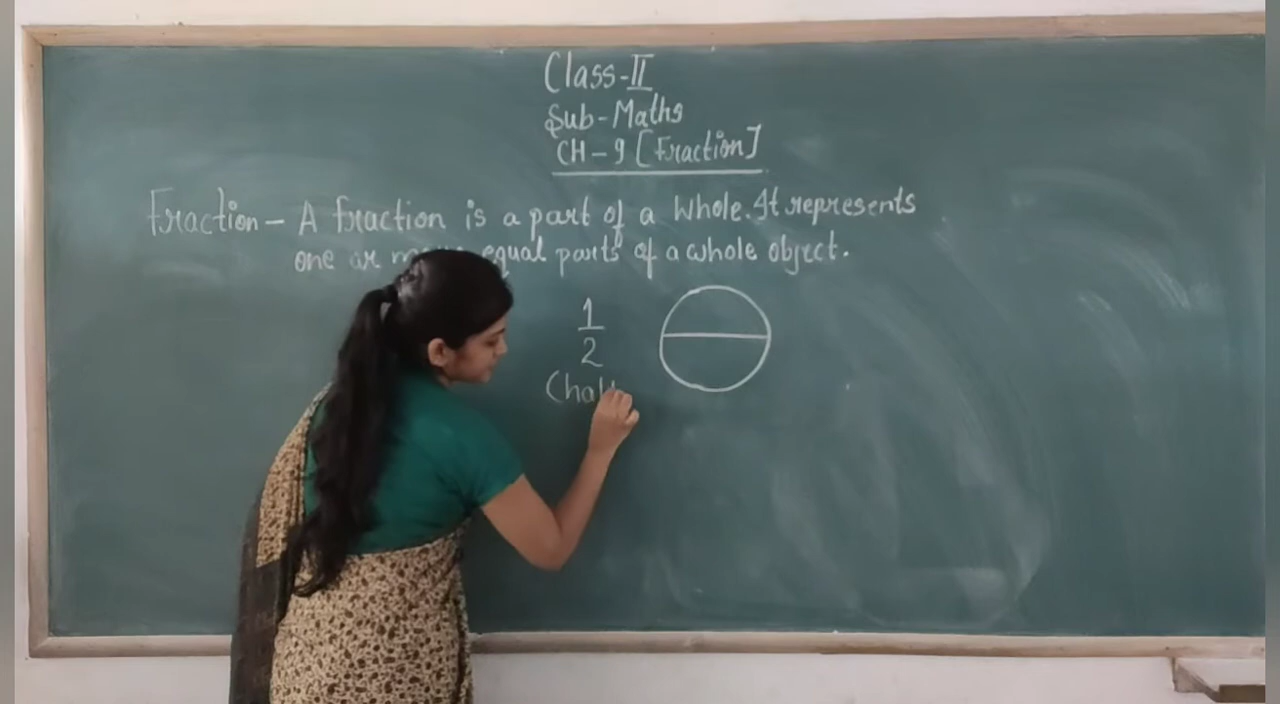 Class-II
Sub-Maths
CH-9 [Fraction]
Fraction - A fraction is a part of a whole. It represents
one or equal parts of a whole object.
1
2